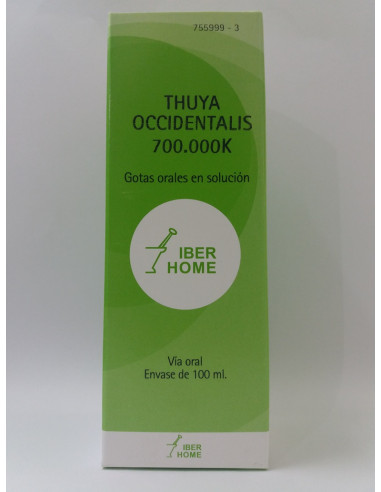 755999 - 3
THUYA
OCCIDENTALIS
700.000K
Gotas orales en solución
IBER
HOME
Vía oral
Envase de 100 ml.
IBER
HOME